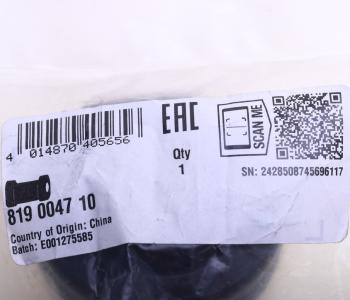 4 014870 405656
EAC
SCAN ME
Qty
1
SN: 2428508745696117
819 0047 10
Country of Origin: China
Batch: E001275585